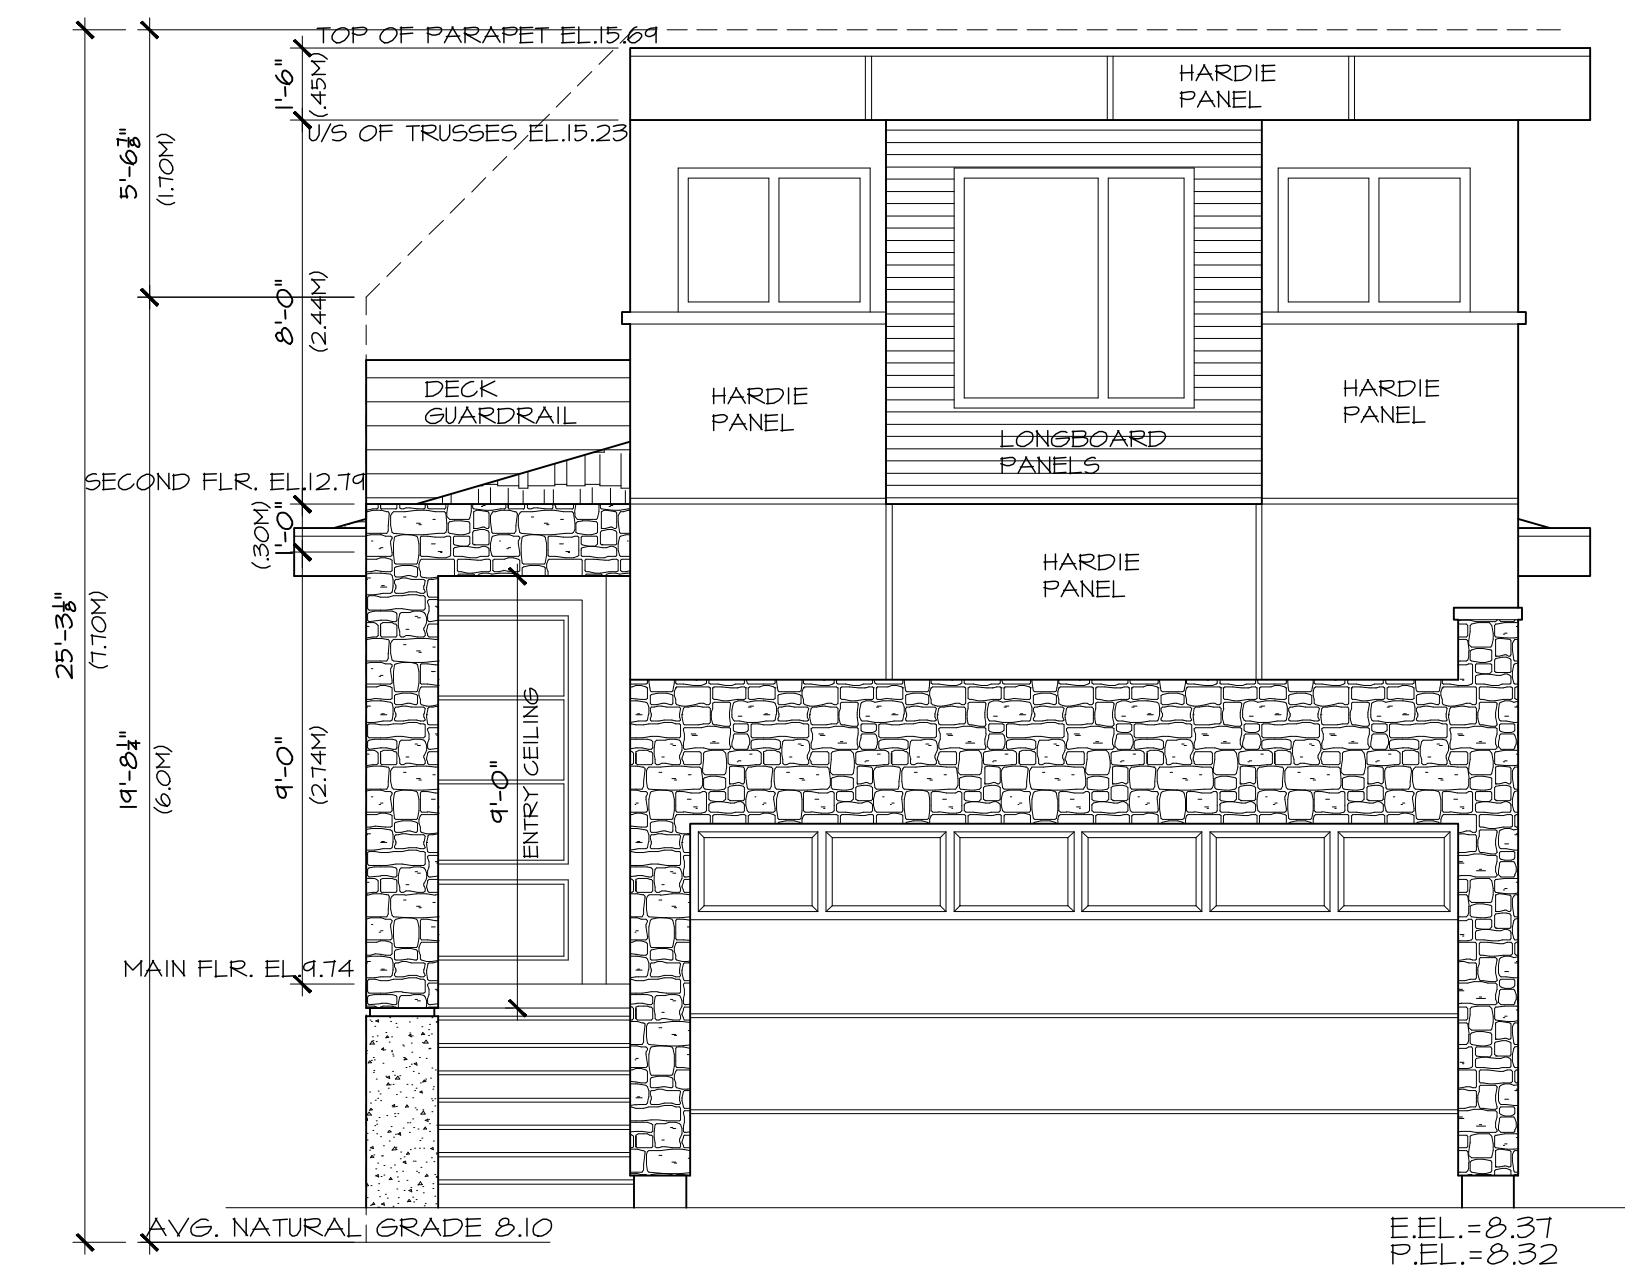 TOP OF PARAPET EL.15.69
1'-6"
(.45M)
HARDIE
PANEL
U/S OF TRUSSES EL.15.23
5'-6⅞"
(1.70M)
8'-0"
(2.44M)
DECK
GUARDRAIL
HARDIE
PANEL
HARDIE
PANEL
LONGBOARD
PANELS
SECOND FLR. EL.12.79
1'-0"
(.30M)
HARDIE
PANEL
25'-3⅛"
(7.70M)
19'-8¼"
(6.0M)
9'-0"
(2.74M)
9'-0"
ENTRY CEILING
MAIN FLR. EL.9.74
AVG. NATURAL GRADE 8.10
E.EL.=8.37
P.EL.=8.32